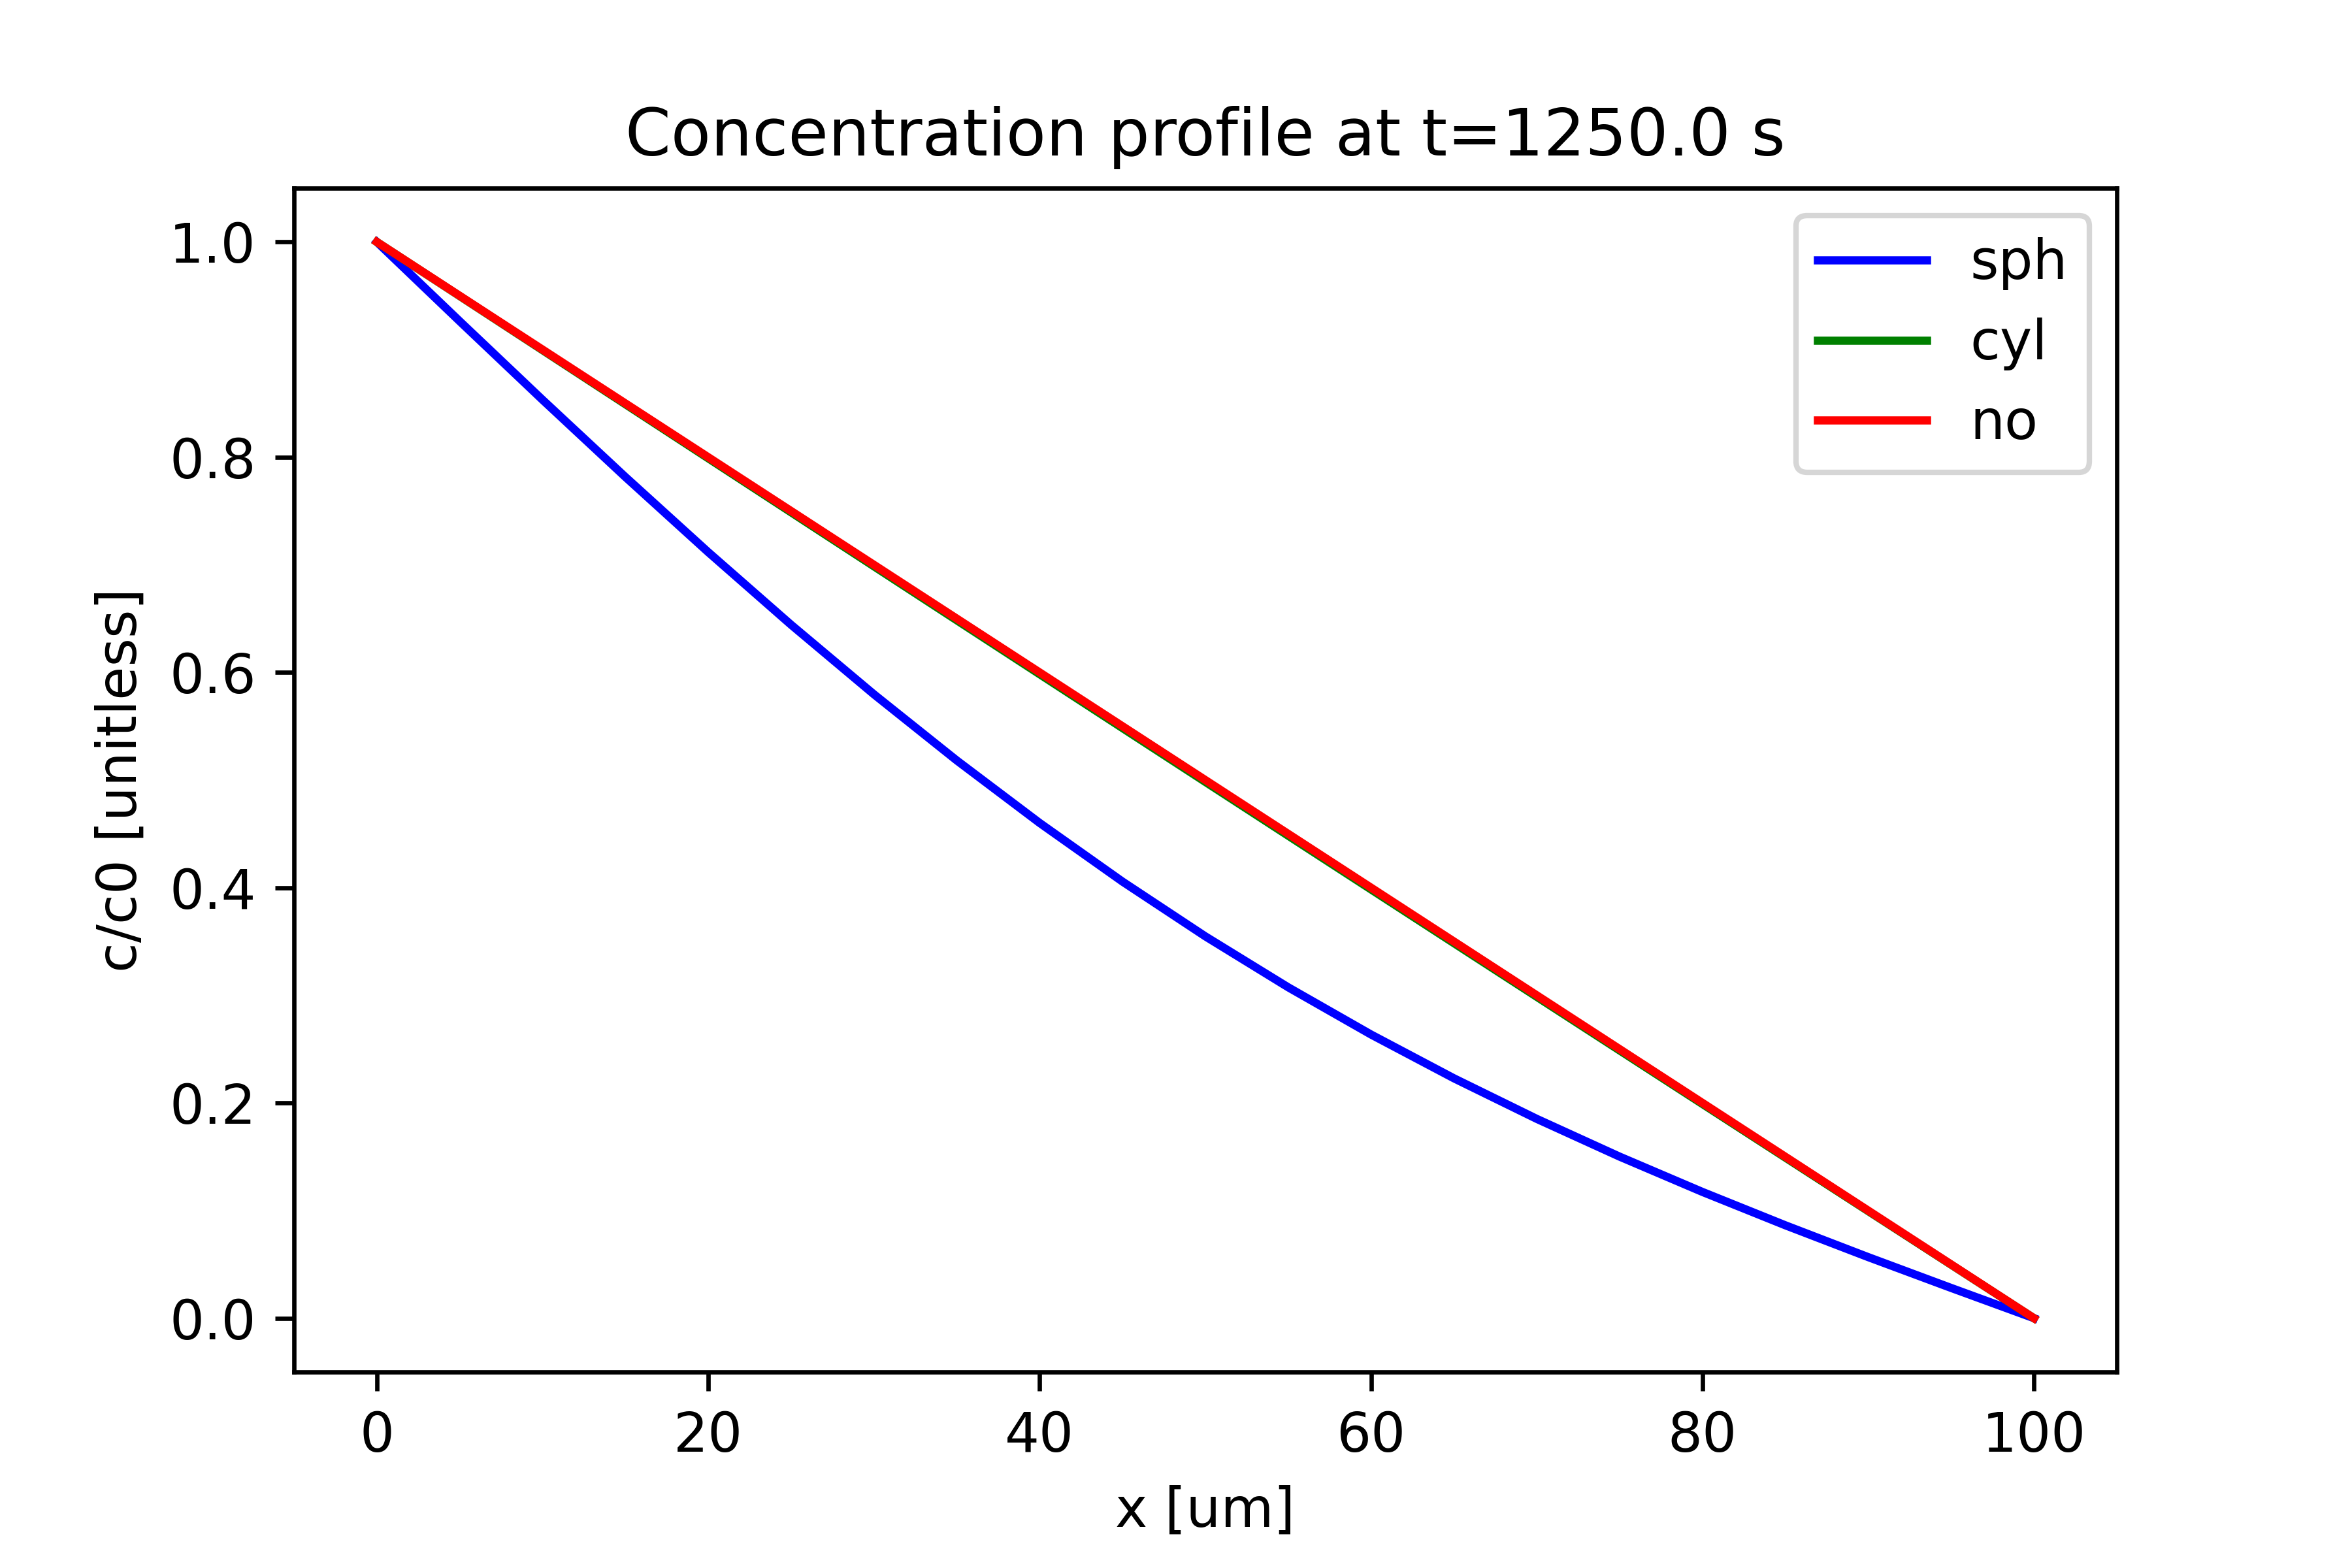 Concentration profile at t=1250.0 s
sph
cyl
no
c/c0 [unitless]
1.0
0.8
0.6
0.4
0.2
0.0
0 20 40 60 80 100
x [um]